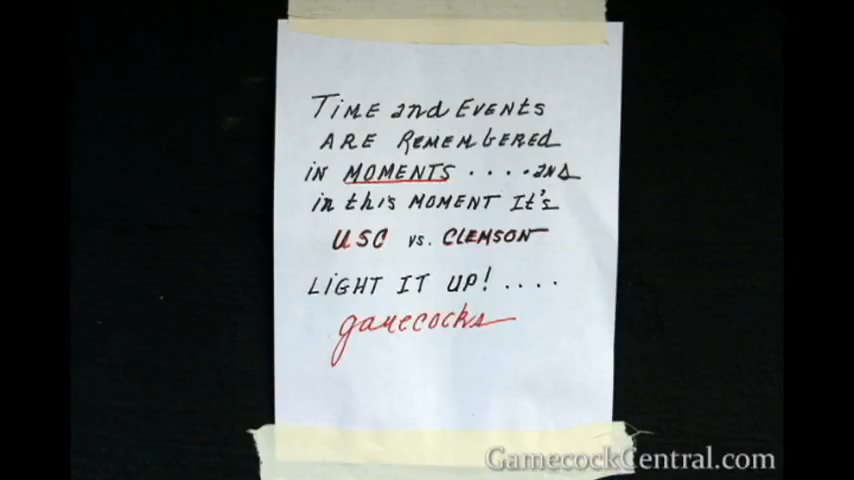 TIME and EVENTS
ARE REMEMBERED
in MOMENTS ....and
in this MOMENT It's
USC vs. CLEMSON
LIGHT IT UP!....
gamecocks
GamecockCentral.com